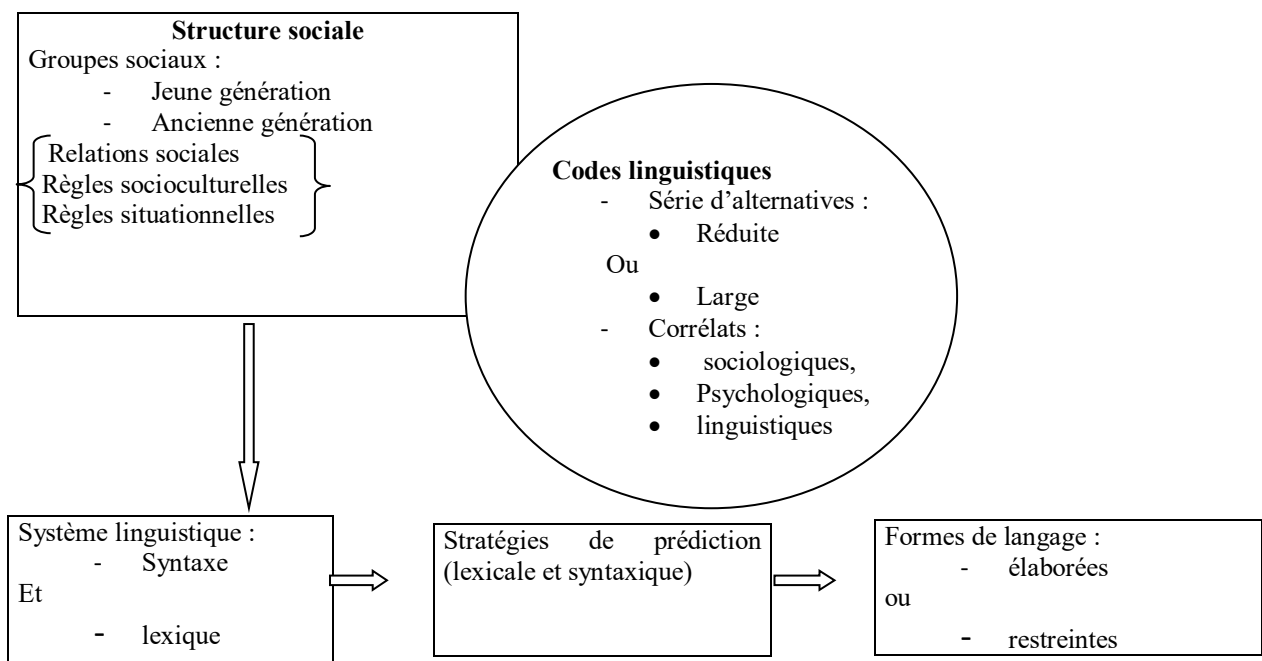 Structure sociale
Groupes sociaux :
- Jeune génération
- Ancienne génération
Relations sociales
Règles socioculturelles
Règles situationnelles
Codes linguistiques
- Série d’alternatives :
• Réduite
Ou
• Large
- Corrélats :
• sociologiques,
• Psychologiques,
• linguistiques
Système linguistique :
- Syntaxe
Et
- lexique
Stratégies de prédiction
(lexicale et syntaxique)
Formes de langage :
- élaborées
ou
- restreintes